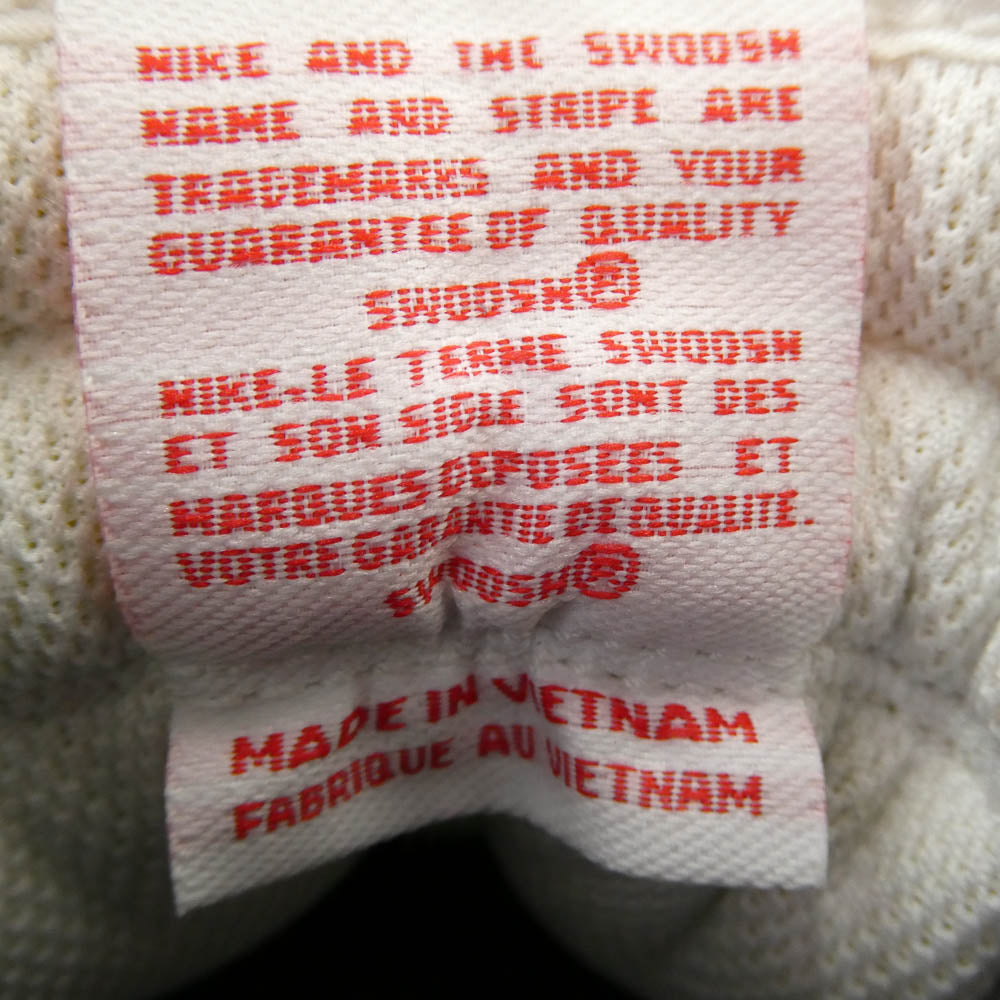 NIKE AND THE SWOOSH
NAME AND STRIPE ARE
TRADEMARKS AND YOUR
GUARANTEE OF QUALITY
SWOOSH®
NIKE.LE TERME SWOOSH
ET SON SIGLE SONT DES
MARQUES DEPOSEES ET
VOTRE GARANTIE DE QUALITE.
SWOOSH®
MADE IN VIETNAM
FABRIQUE AU VIETNAM